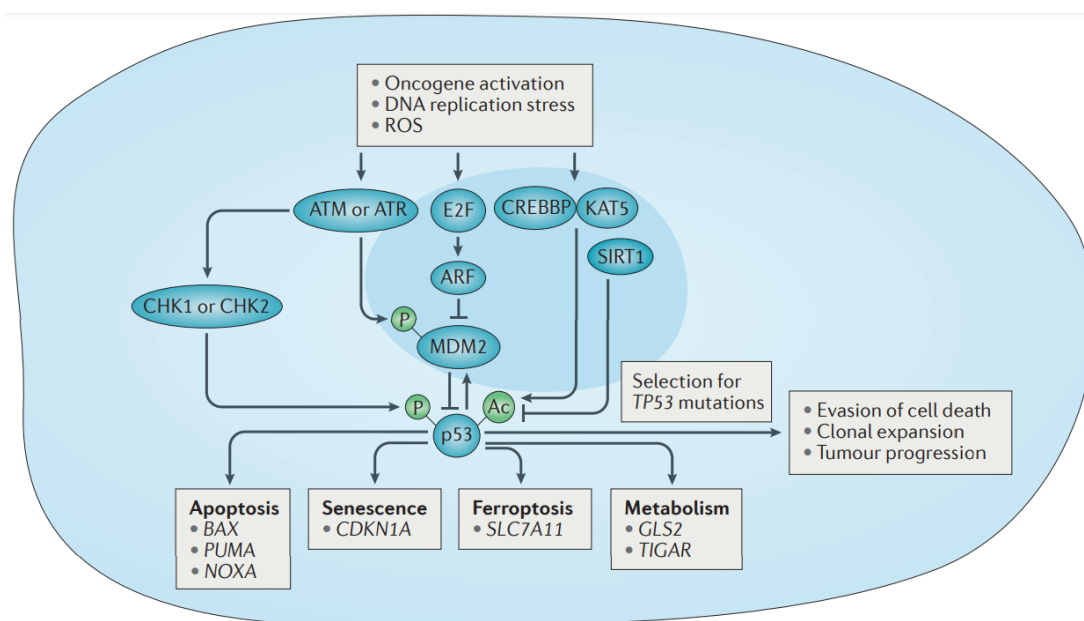 • Oncogene activation
• DNA replication stress
• ROS
ATM or ATR
E2F
CREBBP
KAT5
SIRT1
ARF
CHK1 or CHK2
P
MDM2
Selection for
TP53 mutations
P
Ac
p53
• Evasion of cell death
• Clonal expansion
• Tumour progression
Apoptosis
• BAX
• PUMA
• NOXA
Senescence
• CDKN1A
Ferroptosis
• SLC7A11
Metabolism
• GLS2
• TIGAR